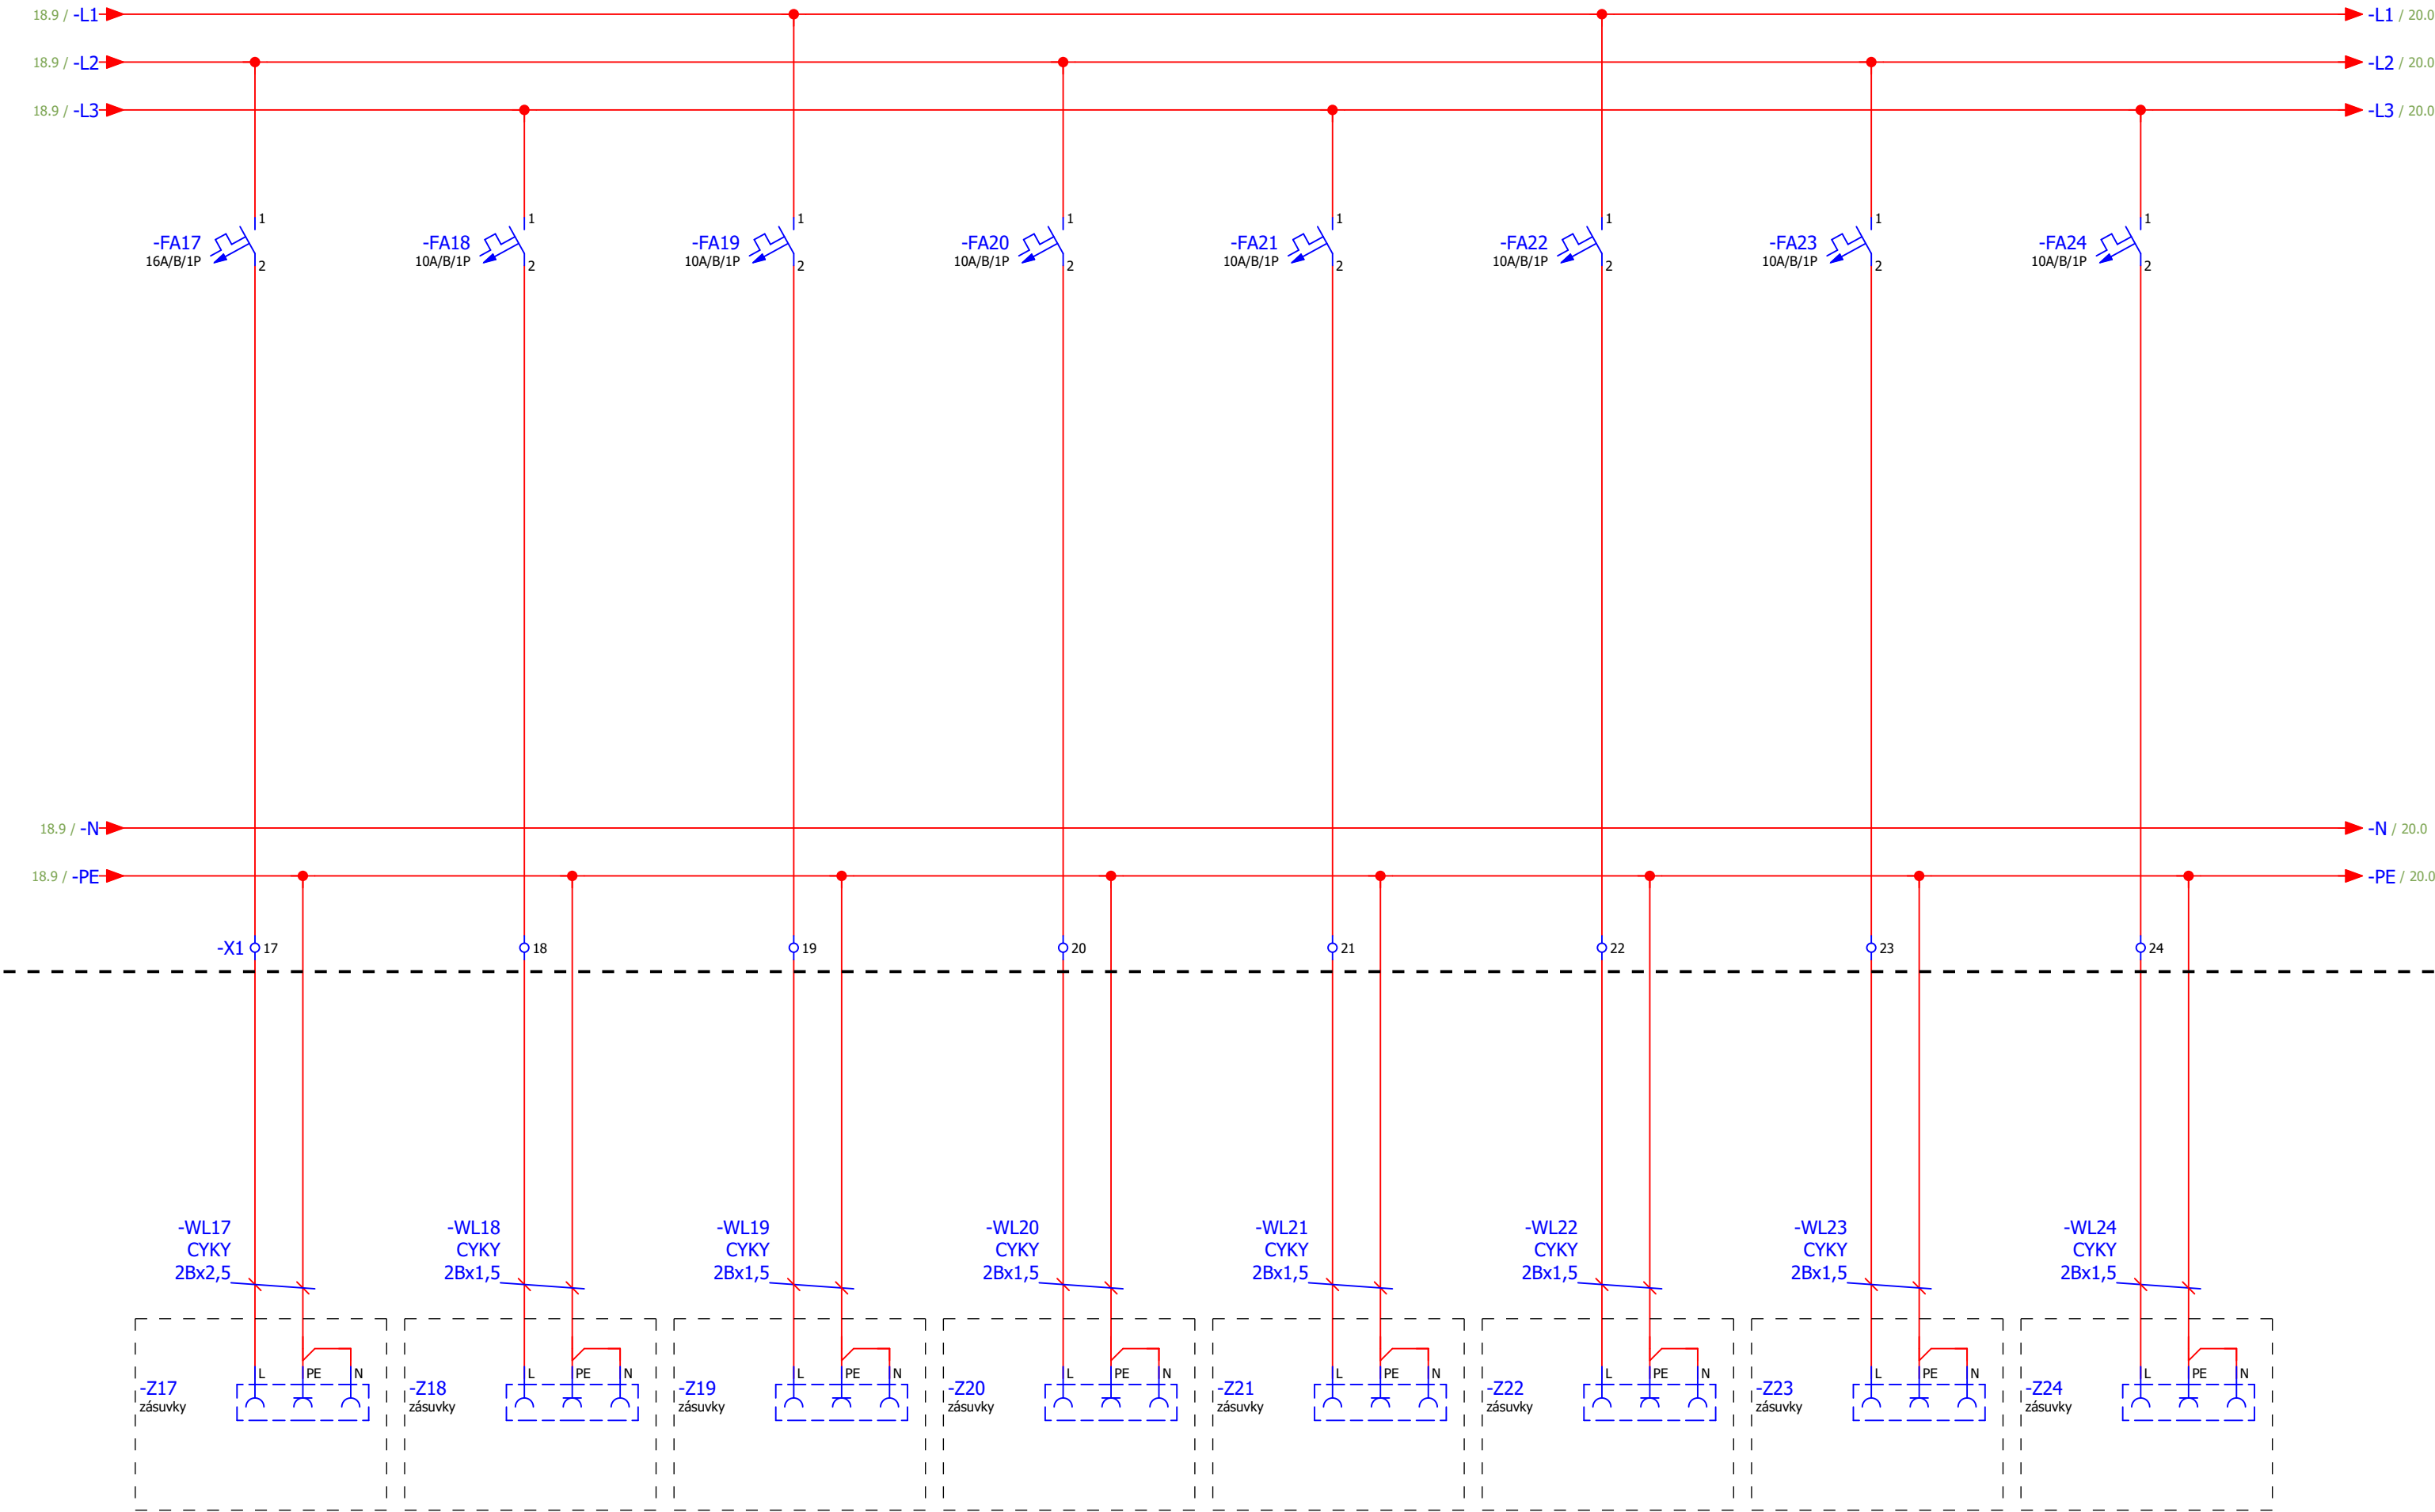 18.9 / -L1 -L1 / 20.0
18.9 / -L2 -L2 / 20.0
18.9 / -L3 -L3 / 20.0
1 1 1 1 1 1 1 1
-FA17 -FA18 -FA19 -FA20 -FA21 -FA22 -FA23 -FA24
16A/B/1P 10A/B/1P 10A/B/1P 10A/B/1P 10A/B/1P 10A/B/1P 10A/B/1P 10A/B/1P
2 2 2 2 2 2 2 2
18.9 / -N -N / 20.0
18.9 / -PE -PE / 20.0
-X1 17 18 19 20 21 22 23 24
-WL17 -WL18 -WL19 -WL20 -WL21 -WL22 -WL23 -WL24
CYKY CYKY CYKY CYKY CYKY CYKY CYKY CYKY
2Bx2,5 2Bx1,5 2Bx1,5 2Bx1,5 2Bx1,5 2Bx1,5 2Bx1,5 2Bx1,5
L PE N L PE N L PE N L PE N L PE N L PE N L PE N L PE N
-Z17 -Z18 -Z19 -Z20 -Z21 -Z22 -Z23 -Z24
zásuvky zásuvky zásuvky zásuvky zásuvky zásuvky zásuvky zásuvky